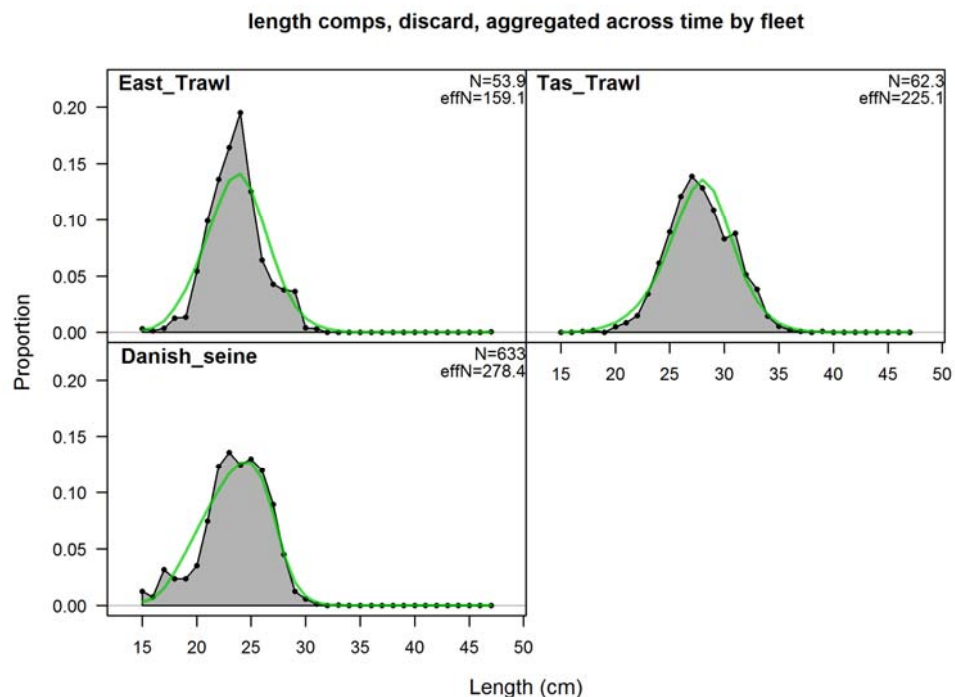 length comps, discard, aggregated across time by fleet
East_Trawl
N=53.9
effN=159.1
Tas_Trawl
N=62.3
effN=225.1
0.20
0.15
0.10
0.05
0.00
Danish_seine
N=633
effN=278.4
15 20 25 30 35 40 45 50
0.20
0.15
0.10
0.05
0.00
15 20 25 30 35 40 45 50
Proportion
Length (cm)